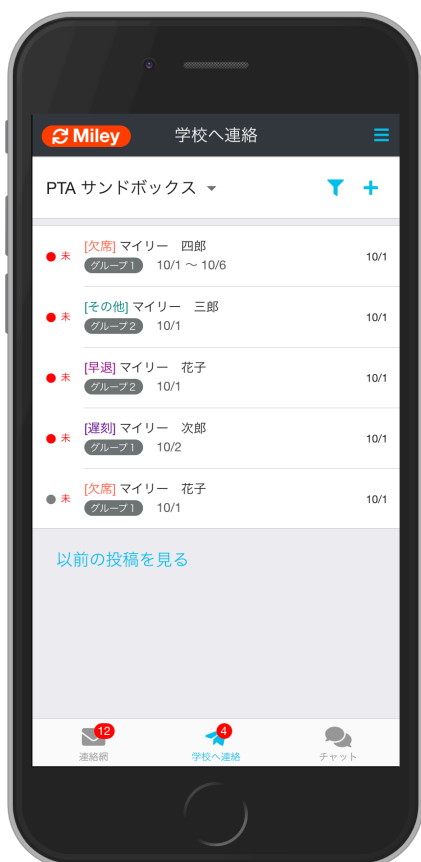 Miley 学校へ連絡
PTA サンドボックス
未 [欠席] マイリー 四郎
グループ1 10/1 〜 10/6 10/1
未 [その他] マイリー 三郎
グループ2 10/1 10/1
未 [早退] マイリー 花子
グループ2 10/1 10/1
未 [遅刻] マイリー 次郎
グループ1 10/2 10/1
未 [欠席] マイリー 花子
グループ1 10/1 10/1
以前の投稿を見る
12 4
連絡網 学校へ連絡 チャット